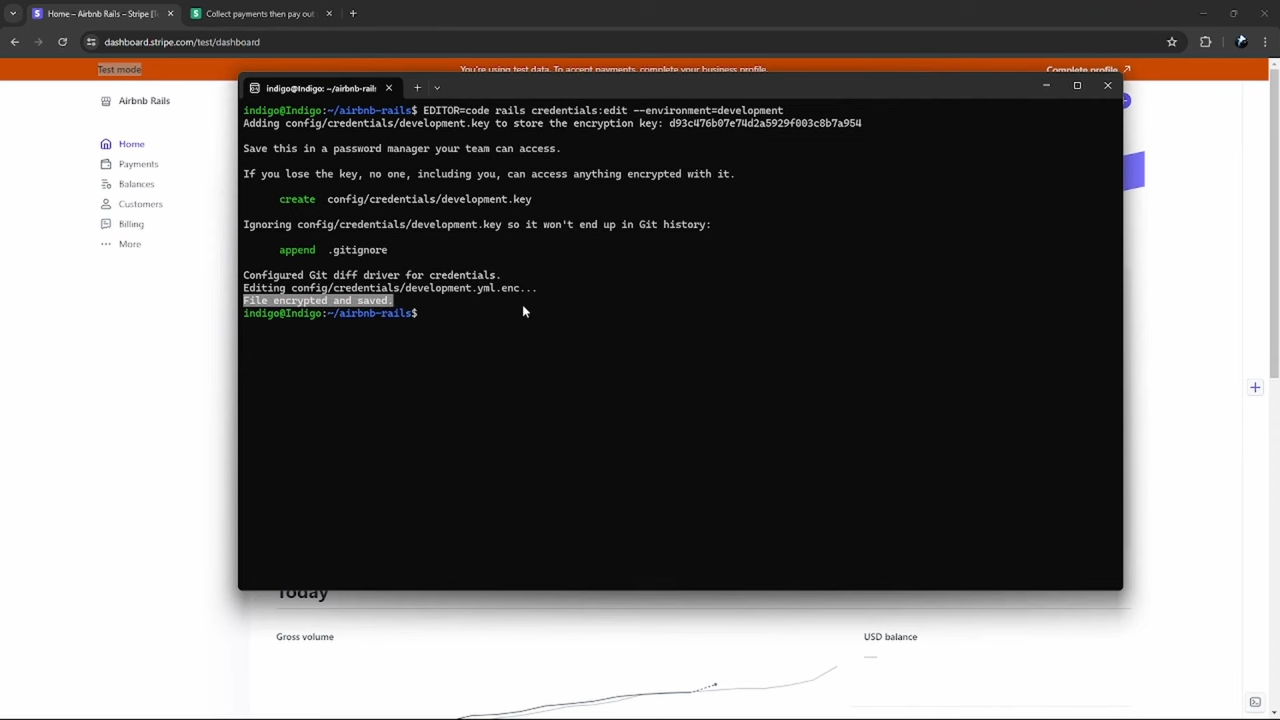 Home – Airbnb Rails – Stripe [T
Collect payments then pay out
dashboard.stripe.com/test/dashboard
Test mode
You're using test data. To accept payments, complete your business profile.
Complete profile
Airbnb Rails
Home
Payments
Balances
Customers
Billing
More
indigo@Indigo: ~/airbnb-rails
indigo@Indigo:~/airbnb-rails$ EDITOR=code rails credentials:edit --environment=development
Adding config/credentials/development.key to store the encryption key: d93c476b07e74d2a5929f003c8b7a954
Save this in a password manager your team can access.
If you lose the key, no one, including you, can access anything encrypted with it.
create config/credentials/development.key
Ignoring config/credentials/development.key so it won't end up in Git history:
append .gitignore
Configured Git diff driver for credentials.
Editing config/credentials/development.yml.enc...
File encrypted and saved.
indigo@Indigo:~/airbnb-rails$
Today
Gross volume
USD balance